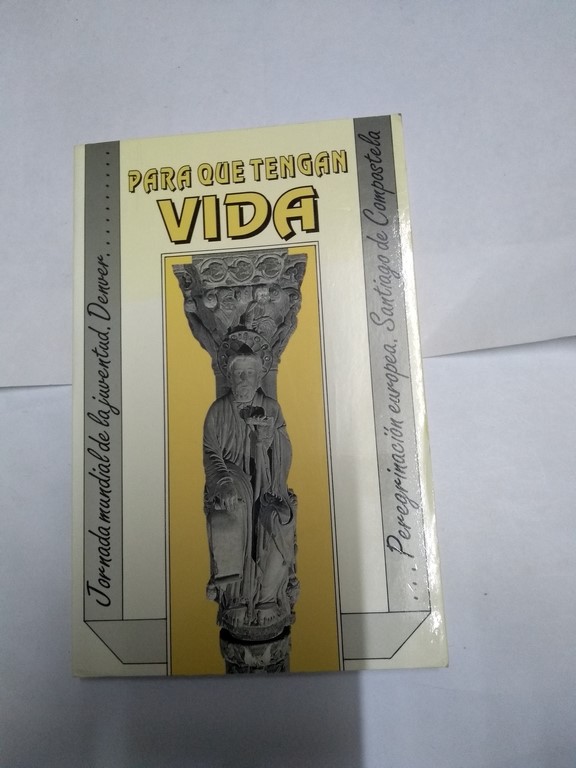 PARA QUE TENGAN
VIDA
Jornada mundial de la juventud. Denver..........
... Peregrinación europea. Santiago de Compostela